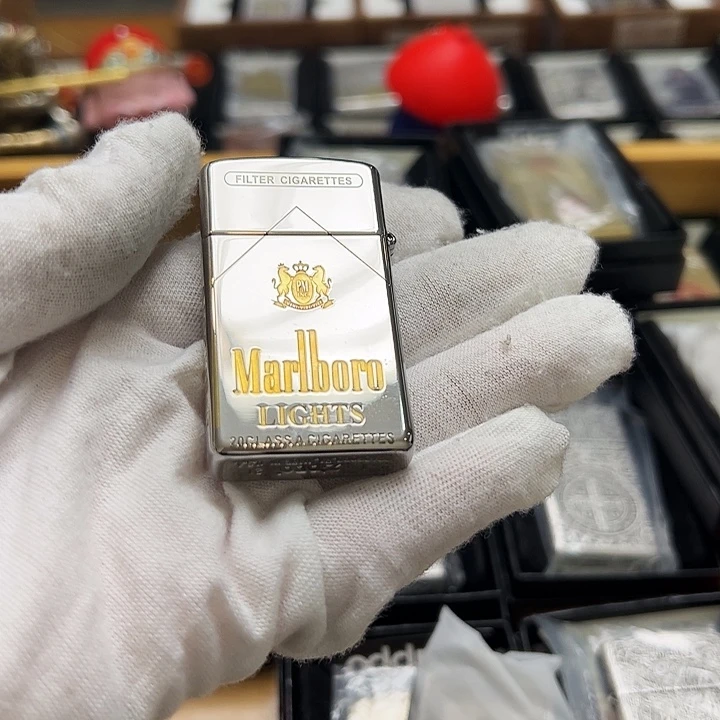 FILTER CIGARETTES
PM
Marlboro
LIGHTS
20 CLASS A CIGARETTES